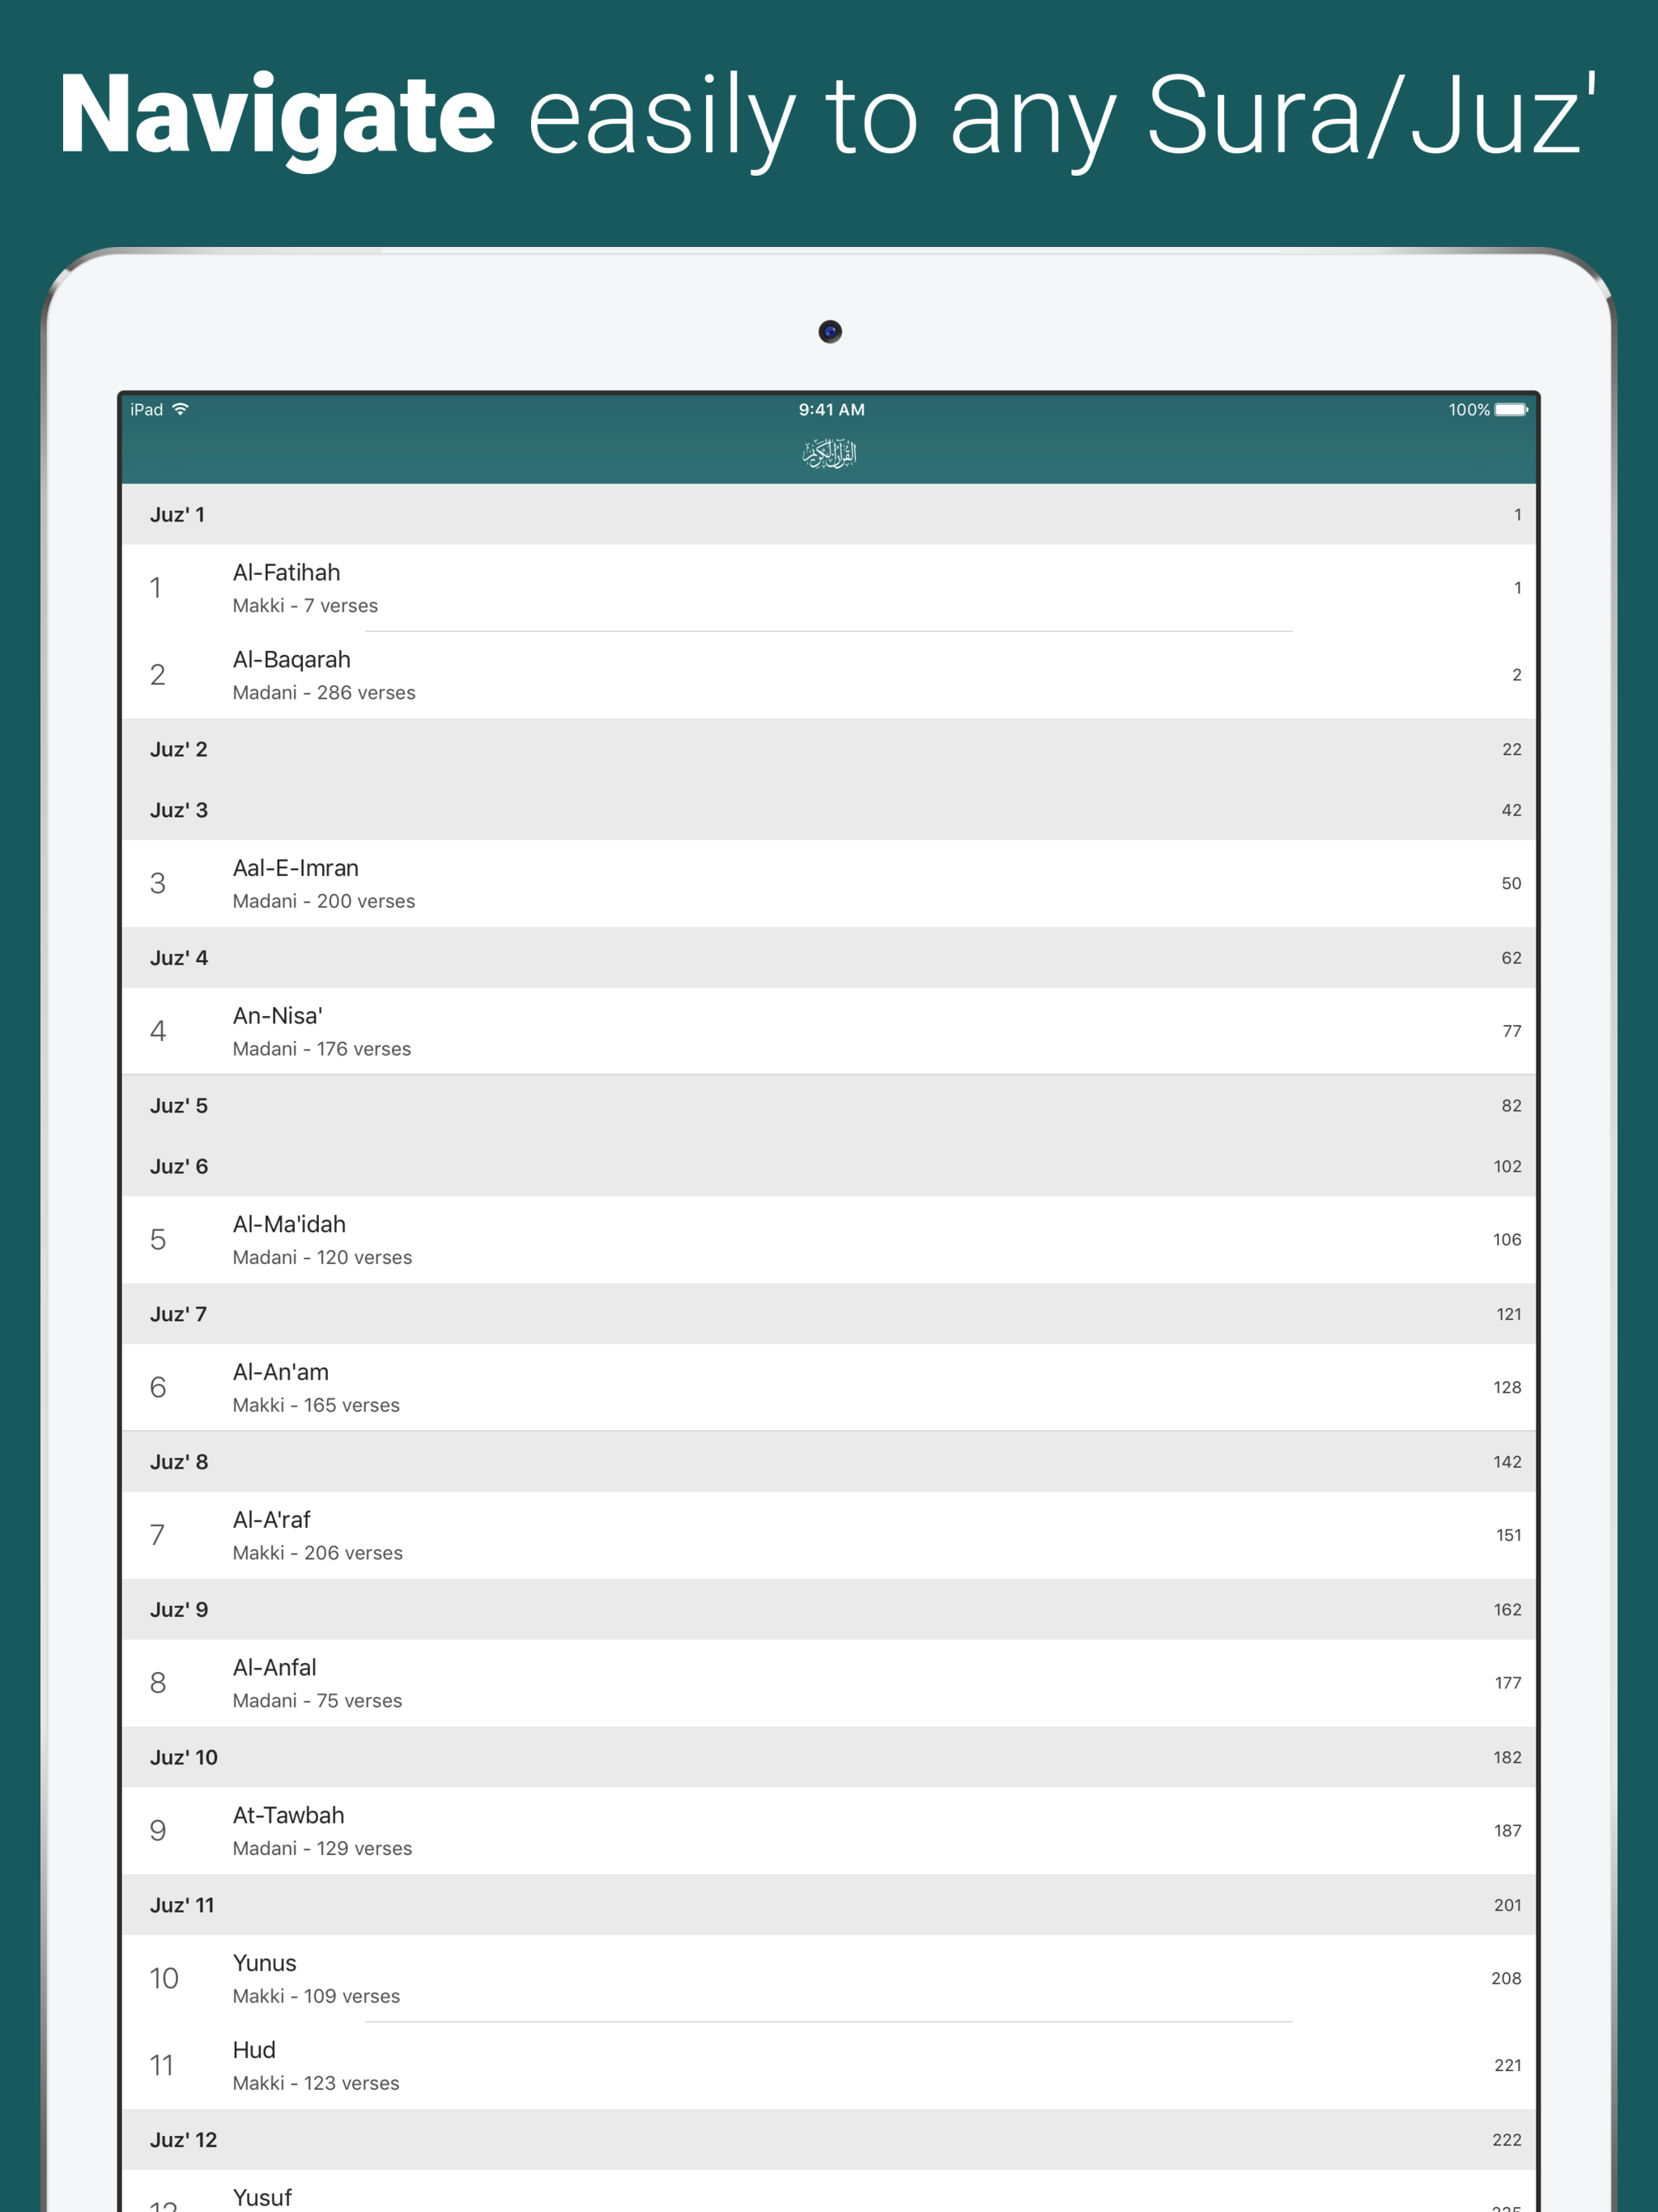 Navigate easily to any Sura/Juz'
iPad 9:41 AM 100%
القرآن الكريم
Juz' 1 1
1 Al-Fatihah 1
Makki - 7 verses
2 Al-Baqarah 2
Madani - 286 verses
Juz' 2 22
Juz' 3 42
3 Aal-E-Imran 50
Madani - 200 verses
Juz' 4 62
4 An-Nisa' 77
Madani - 176 verses
Juz' 5 82
Juz' 6 102
5 Al-Ma'idah 106
Madani - 120 verses
Juz' 7 121
6 Al-An'am 128
Makki - 165 verses
Juz' 8 142
7 Al-A'raf 151
Makki - 206 verses
Juz' 9 162
8 Al-Anfal 177
Madani - 75 verses
Juz' 10 182
9 At-Tawbah 187
Madani - 129 verses
Juz' 11 201
10 Yunus 208
Makki - 109 verses
11 Hud 221
Makki - 123 verses
Juz' 12 222
Yusuf